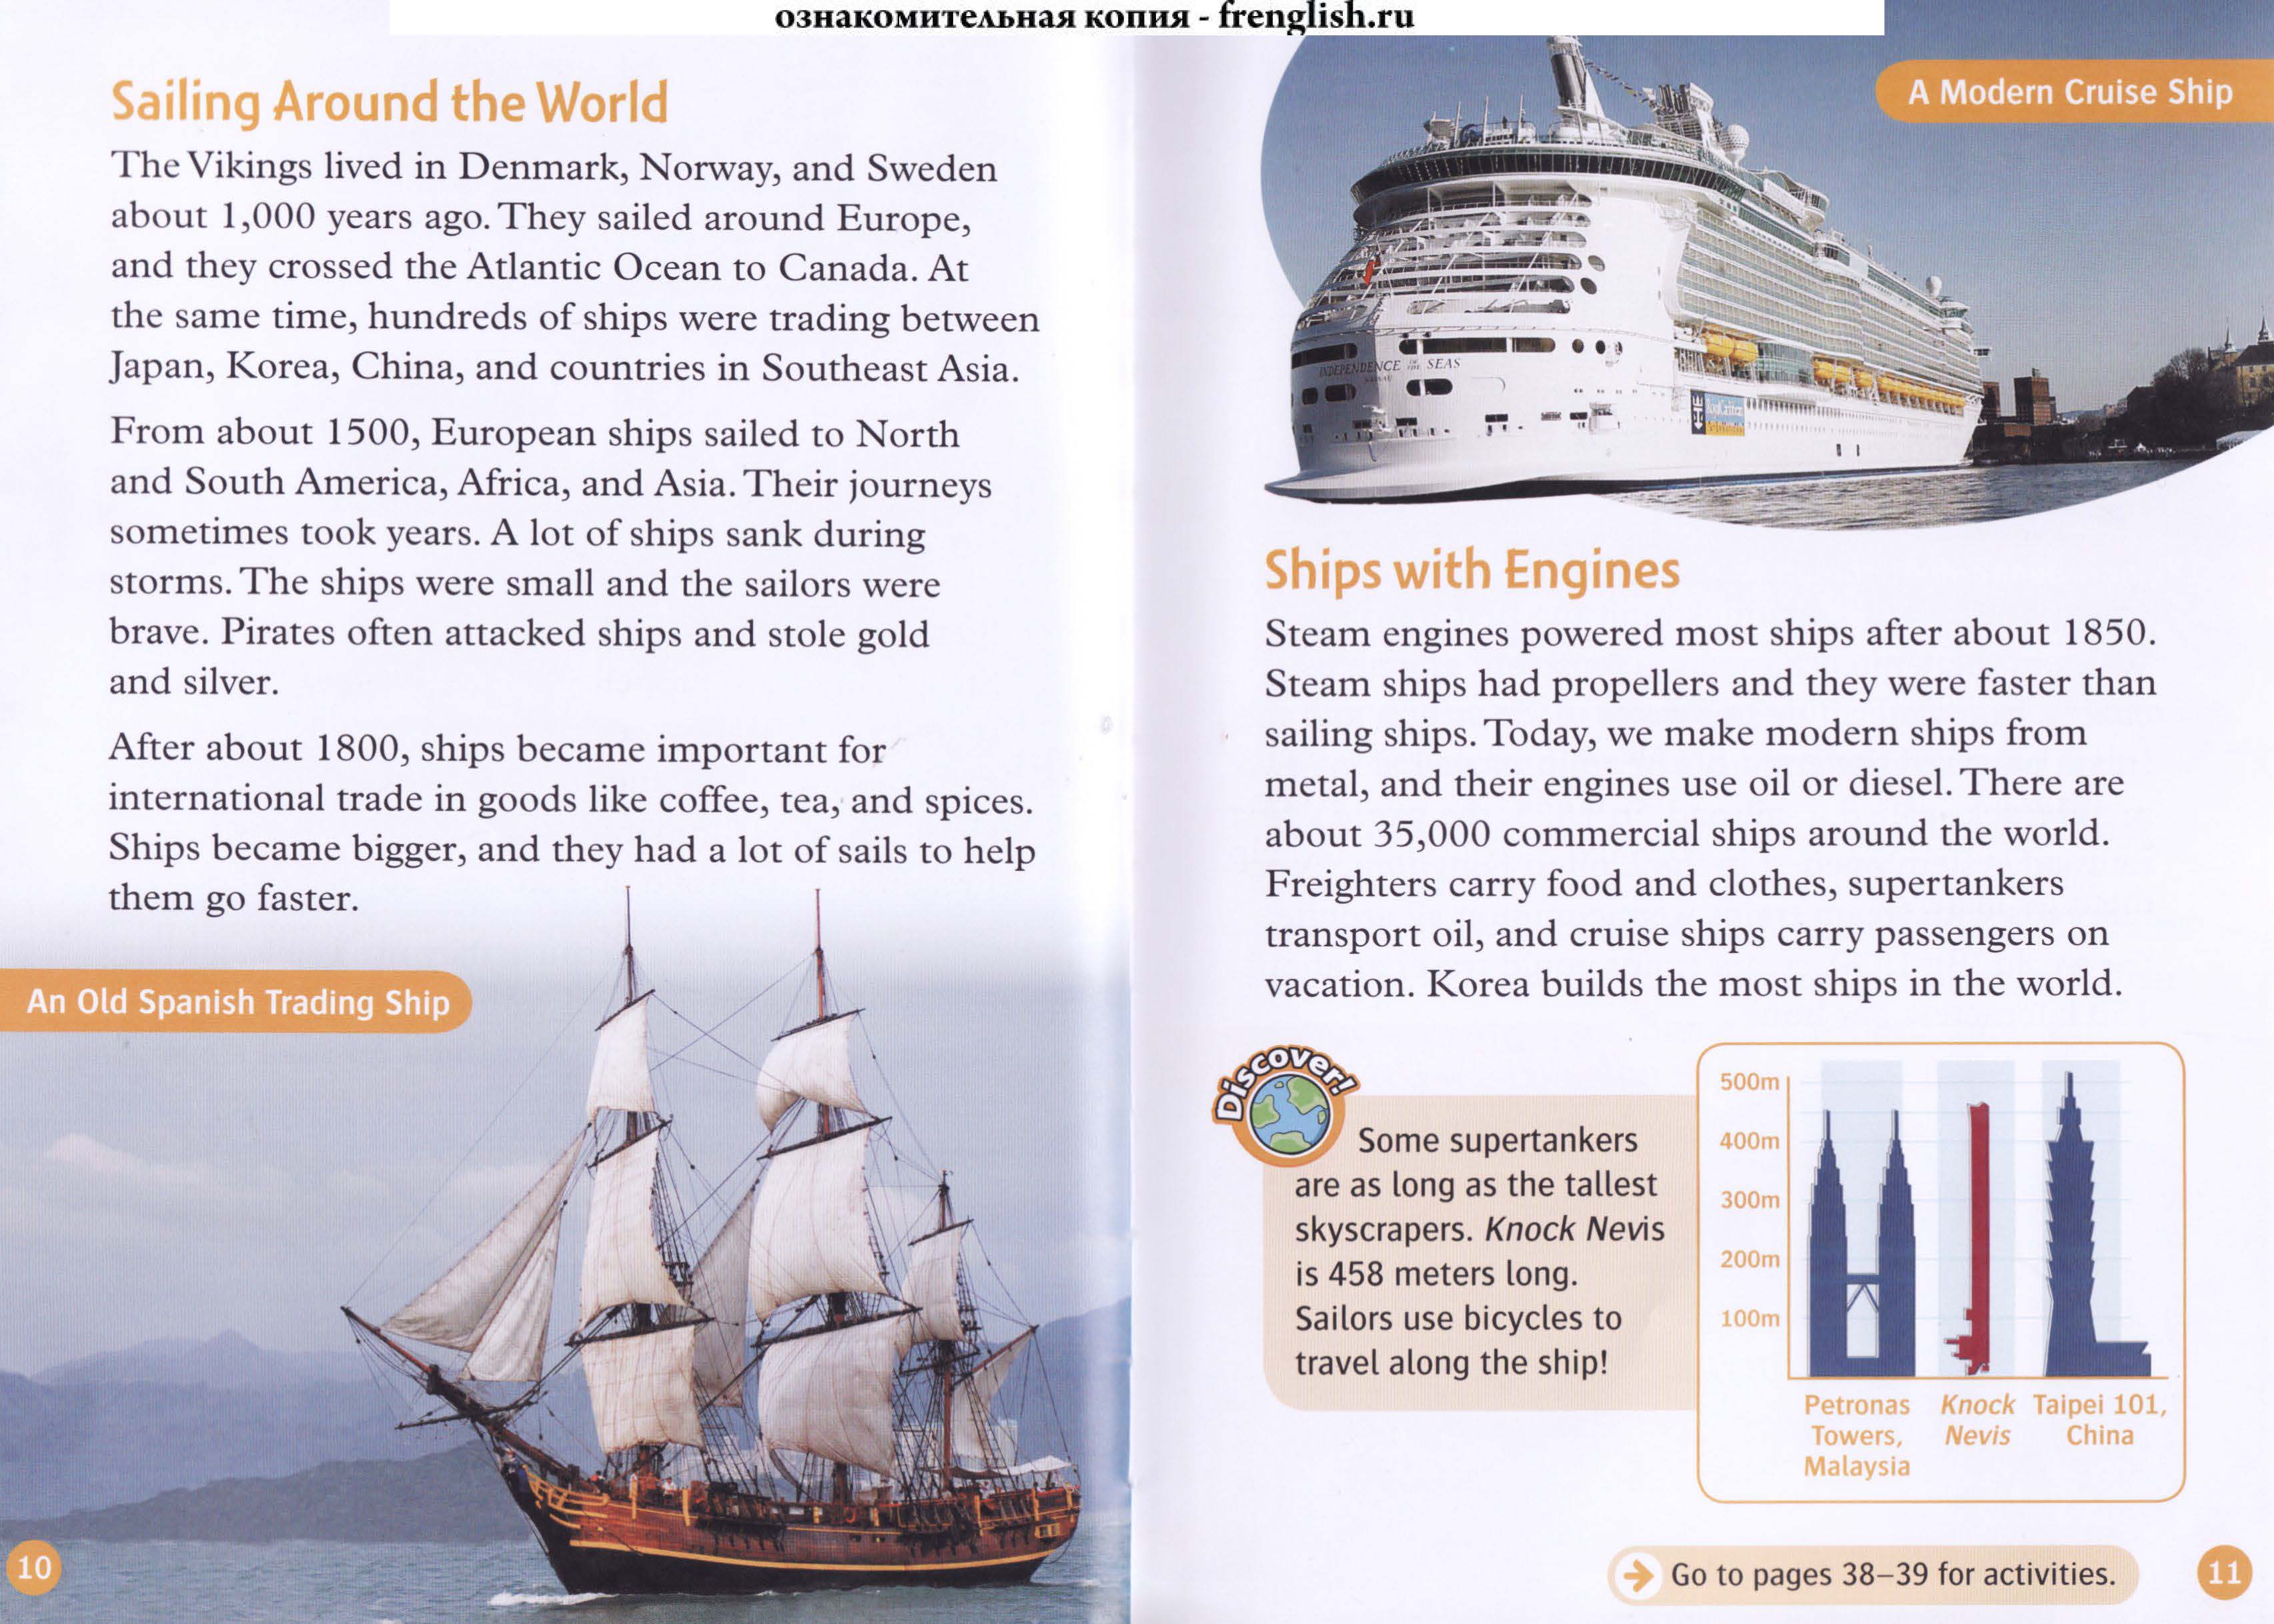 ознакомительная копия - frenglish.ru
Sailing Around the World
The Vikings lived in Denmark, Norway, and Sweden
about 1,000 years ago. They sailed around Europe,
and they crossed the Atlantic Ocean to Canada. At
the same time, hundreds of ships were trading between
Japan, Korea, China, and countries in Southeast Asia.
From about 1500, European ships sailed to North
and South America, Africa, and Asia. Their journeys
sometimes took years. A lot of ships sank during
storms. The ships were small and the sailors were
brave. Pirates often attacked ships and stole gold
and silver.
After about 1800, ships became important for
international trade in goods like coffee, tea, and spices.
Ships became bigger, and they had a lot of sails to help
them go faster.
An Old Spanish Trading Ship
10
A Modern Cruise Ship
INDEPENDENCE OF THE SEAS
Ships with Engines
Steam engines powered most ships after about 1850.
Steam ships had propellers and they were faster than
sailing ships. Today, we make modern ships from
metal, and their engines use oil or diesel. There are
about 35,000 commercial ships around the world.
Freighters carry food and clothes, supertankers
transport oil, and cruise ships carry passengers on
vacation. Korea builds the most ships in the world.
Discover!
Some supertankers
are as long as the tallest
skyscrapers. Knock Nevis
is 458 meters long.
Sailors use bicycles to
travel along the ship!
500m
400m
300m
200m
100m
Petronas
Towers,
Malaysia
Knock
Nevis
Taipei 101,
China
Go to pages 38–39 for activities.
11